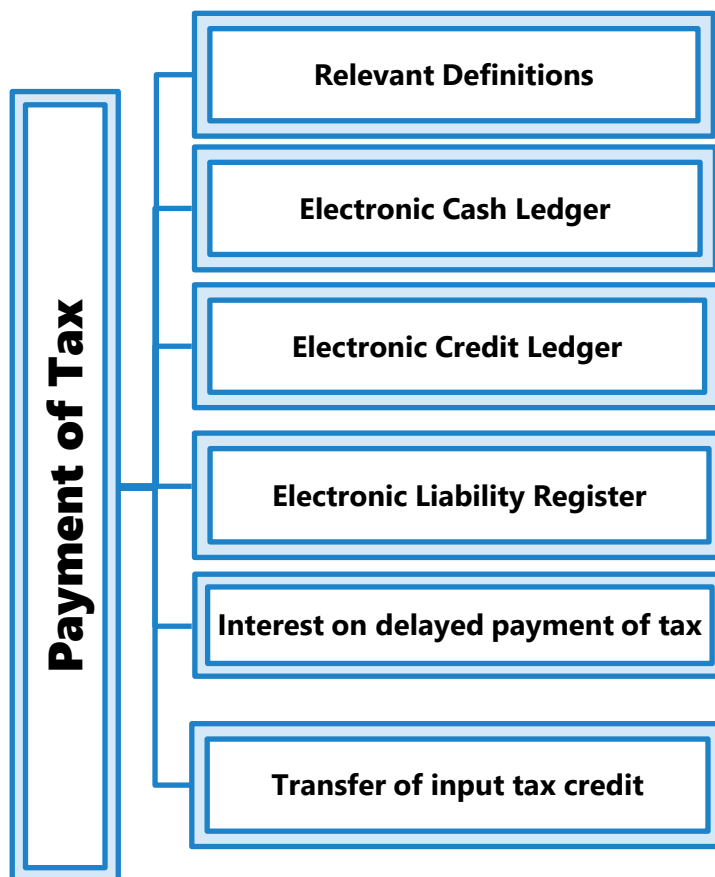 Payment of Tax
Relevant Definitions
Electronic Cash Ledger
Electronic Credit Ledger
Electronic Liability Register
Interest on delayed payment of tax
Transfer of input tax credit